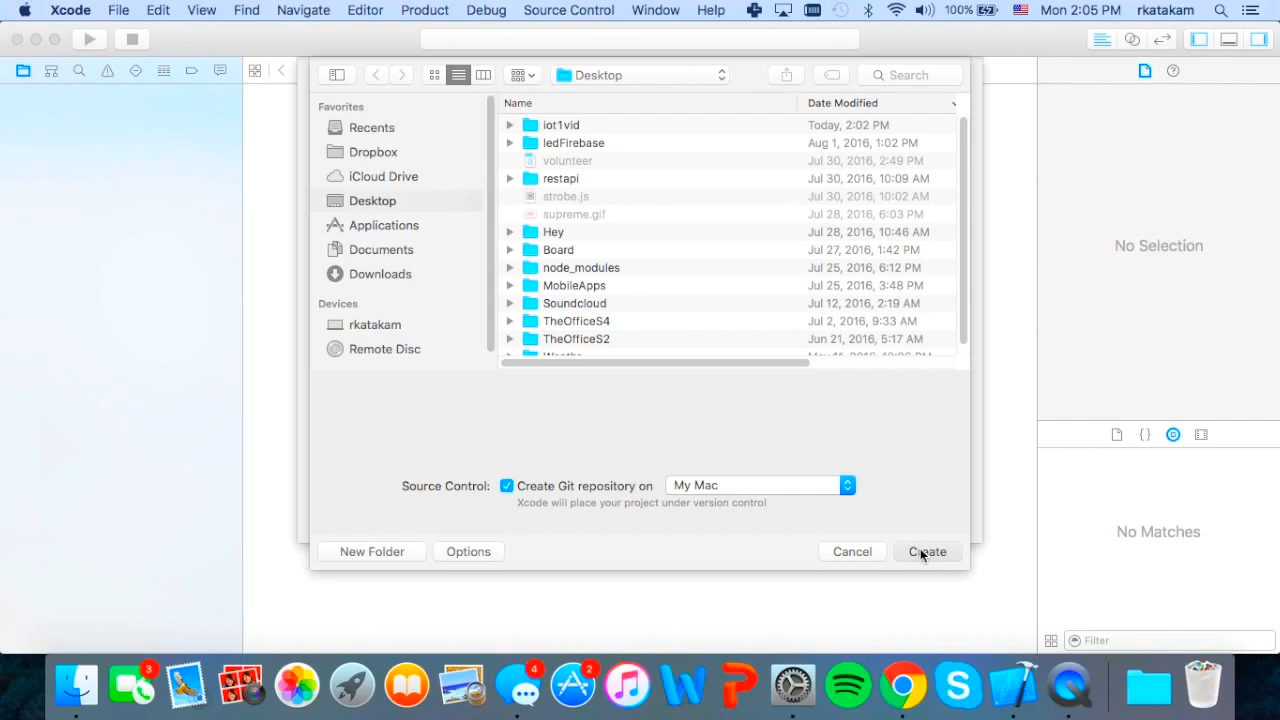 Xcode File Edit View Find Navigate Editor Product Debug Source Control Window Help 100% Mon 2:05 PM rkatakam
Desktop
Search
Favorites
Recents
Dropbox
iCloud Drive
Desktop
Applications
Documents
Downloads
Devices
rkatakam
Remote Disc
Name Date Modified
iot1vid Today, 2:02 PM
ledFirebase Aug 1, 2016, 1:02 PM
volunteer Jul 30, 2016, 2:49 PM
restapi Jul 30, 2016, 10:09 AM
strobe.js Jul 30, 2016, 10:02 AM
supreme.gif Jul 28, 2016, 6:03 PM
Hey Jul 28, 2016, 10:46 AM
Board Jul 27, 2016, 1:42 PM
node_modules Jul 25, 2016, 6:12 PM
MobileApps Jul 25, 2016, 3:48 PM
Soundcloud Jul 12, 2016, 2:19 AM
TheOfficeS4 Jul 2, 2016, 9:33 AM
TheOfficeS2 Jun 21, 2016, 5:17 AM
Source Control: Create Git repository on My Mac
Xcode will place your project under version control
New Folder Options Cancel Create
No Selection
{ }
No Matches
Filter
3
4
2